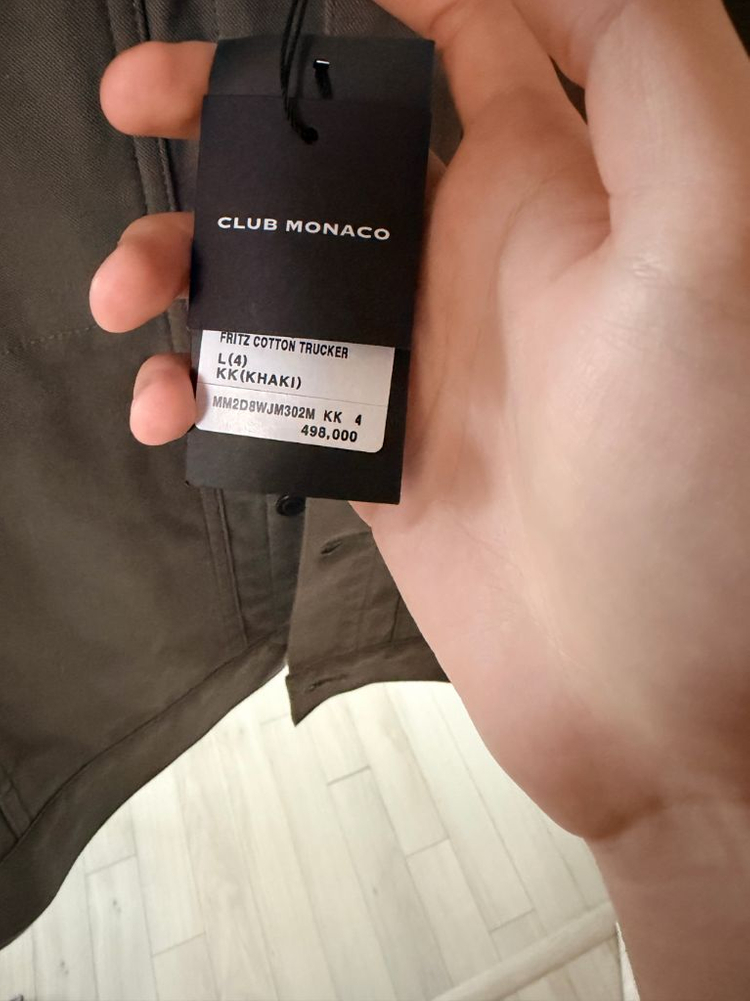 CLUB MONACO
FRITZ COTTON TRUCKER
L(4)
KK(KHAKI)
MM2D8WJM302M KK 4
498,000